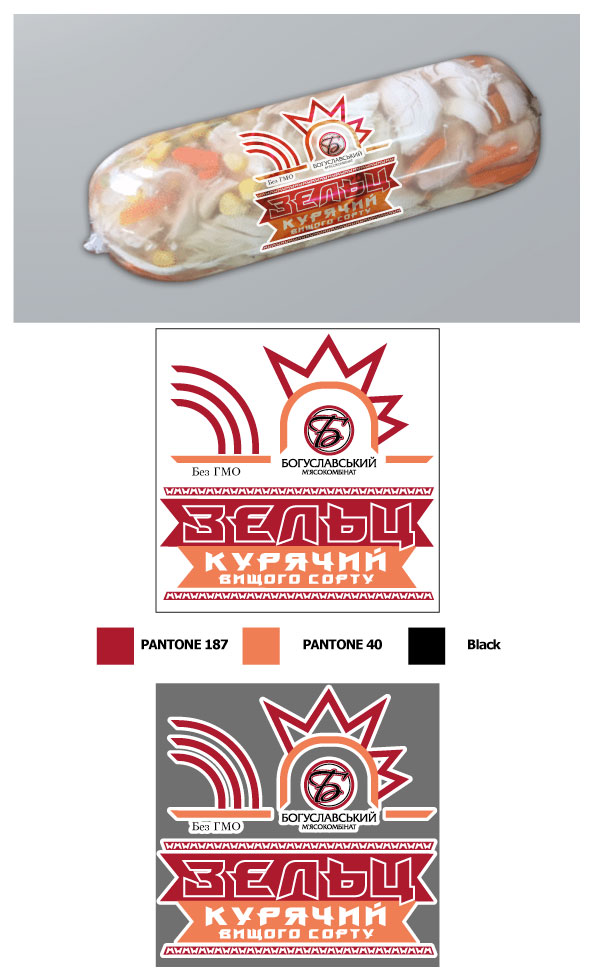 Без ГМО
Б
БОГУСЛАВСЬКИЙ
М'ЯСОКОМБІНАТ
ЗЕЛЬЦ
КУРЯЧИЙ
ВИЩОГО СОРТУ
Без ГМО
Б
БОГУСЛАВСЬКИЙ
М'ЯСОКОМБІНАТ
ЗЕЛЬЦ
КУРЯЧИЙ
ВИЩОГО СОРТУ
PANTONE 187 PANTONE 40 Black
Без ГМО
Б
БОГУСЛАВСЬКИЙ
М'ЯСОКОМБІНАТ
ЗЕЛЬЦ
КУРЯЧИЙ
ВИЩОГО СОРТУ